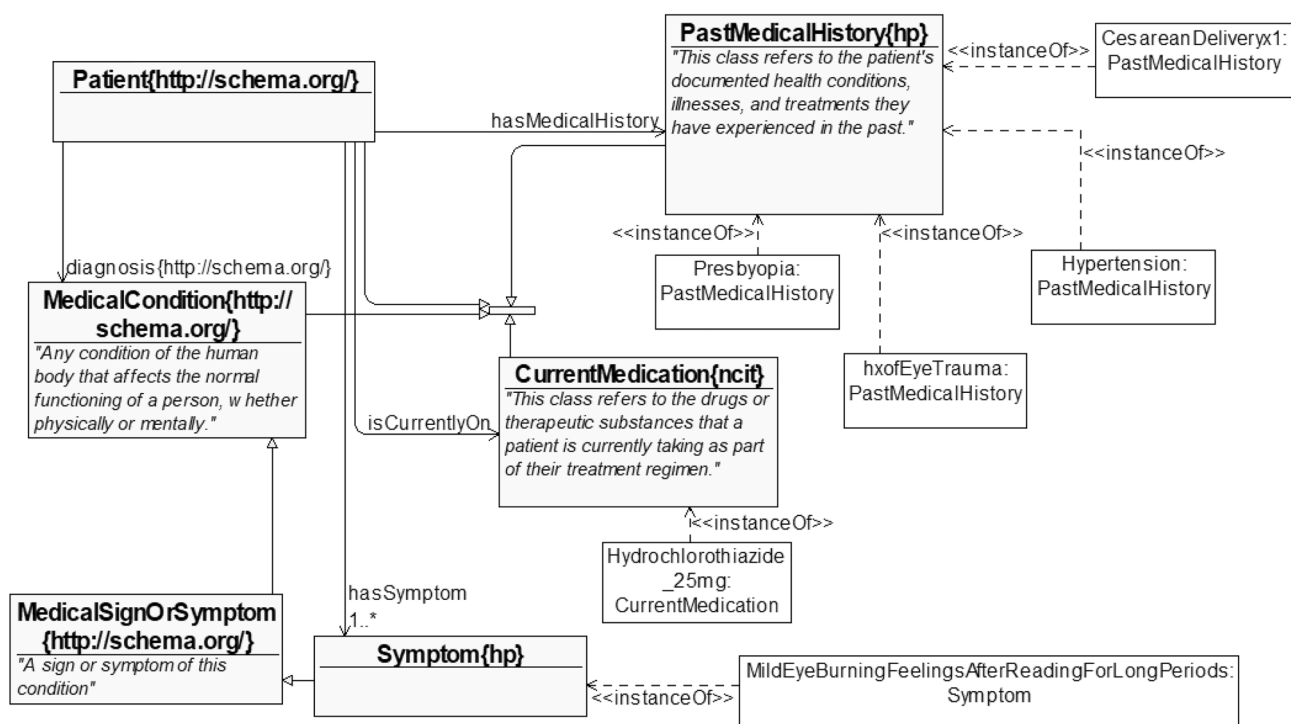 PastMedicalHistory{hp}
"This class refers to the patient's
documented health conditions,
illnesses, and treatments they
have experienced in the past."
<<instanceOf>>
CesareanDeliveryx1:
PastMedicalHistory
Patient{http://schema.org/}
hasMedicalHistory
<<instanceOf>>
<<instanceOf>>
<<instanceOf>>
diagnosis{http://schema.org/}
Presbyopia:
PastMedicalHistory
Hypertension:
PastMedicalHistory
MedicalCondition{http://
schema.org/}
"Any condition of the human
body that affects the normal
functioning of a person, w hether
physically or mentally."
hxofEyeTrauma:
PastMedicalHistory
CurrentMedication{ncit}
"This class refers to the drugs or
therapeutic substances that a
patient is currently taking as part
of their treatment regimen."
isCurrentlyOn
<<instanceOf>>
Hydrochlorothiazide
_25mg:
CurrentMedication
hasSymptom
1..*
MedicalSignOrSymptom
{http://schema.org/}
"A sign or symptom of this
condition"
Symptom{hp}
<<instanceOf>>
MildEyeBurningFeelingsAfterReadingForLongPeriods:
Symptom